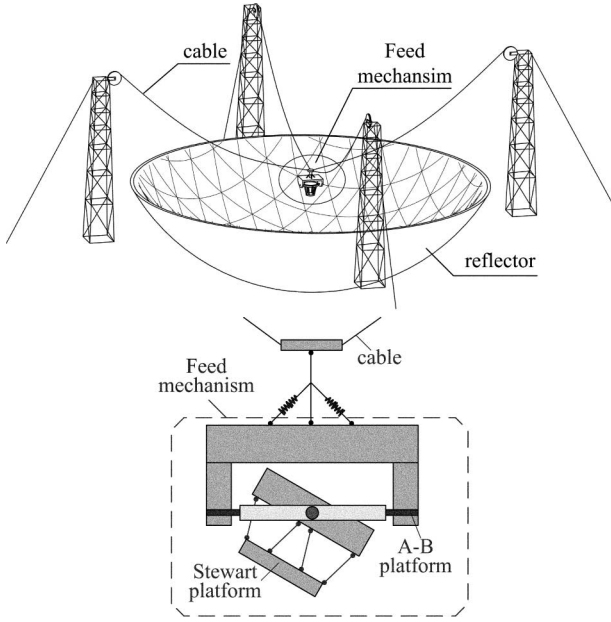 cable
Feed
mechansim
reflector
cable
Feed
mechanism
A-B
platform
Stewart
platform